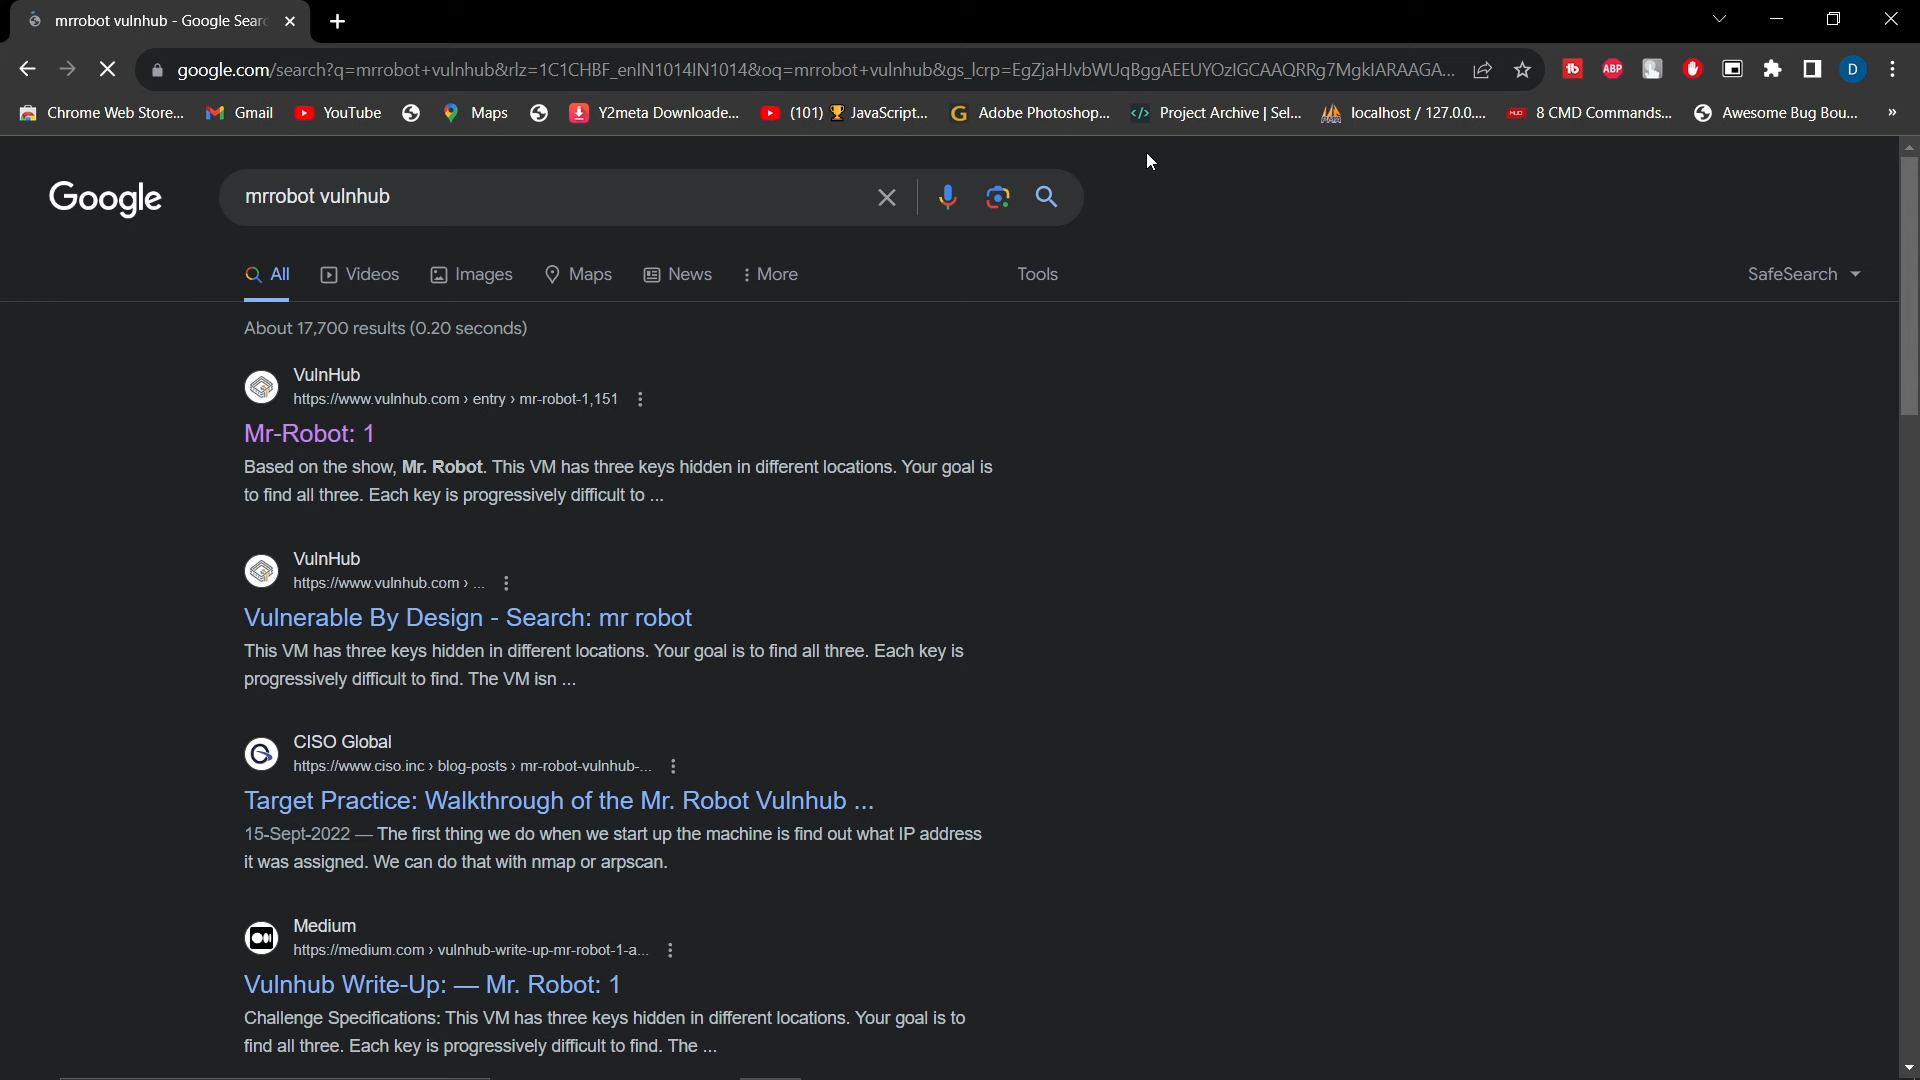 mrrobot vulnhub - Google Sear
google.com/search?q=mrrobot+vulnhub&rlz=1C1CHBF_enIN1014IN1014&oq=mrrobot+vulnhub&gs_lcrp=EgZjaHJvbWUqBggAEEUYOzIGCAAQRRg7MgkIARAAGA...
ABP
D
Chrome Web Store... Gmail YouTube Maps Y2meta Downloade... (101) 🏆 JavaScript... Adobe Photoshop... Project Archive | Sel... localhost / 127.0.0.... 8 CMD Commands... Awesome Bug Bou... »
Google
mrrobot vulnhub
All Videos Images Maps News More Tools SafeSearch
About 17,700 results (0.20 seconds)
VulnHub
https://www.vulnhub.com › entry › mr-robot-1,151
Mr-Robot: 1
Based on the show, Mr. Robot. This VM has three keys hidden in different locations. Your goal is
to find all three. Each key is progressively difficult to ...
VulnHub
https://www.vulnhub.com › ...
Vulnerable By Design - Search: mr robot
This VM has three keys hidden in different locations. Your goal is to find all three. Each key is
progressively difficult to find. The VM isn ...
CISO Global
https://www.ciso.inc › blog-posts › mr-robot-vulnhub-...
Target Practice: Walkthrough of the Mr. Robot Vulnhub ...
15-Sept-2022 — The first thing we do when we start up the machine is find out what IP address
it was assigned. We can do that with nmap or arpscan.
Medium
https://medium.com › vulnhub-write-up-mr-robot-1-a...
Vulnhub Write-Up: — Mr. Robot: 1
Challenge Specifications: This VM has three keys hidden in different locations. Your goal is to
find all three. Each key is progressively difficult to find. The ...